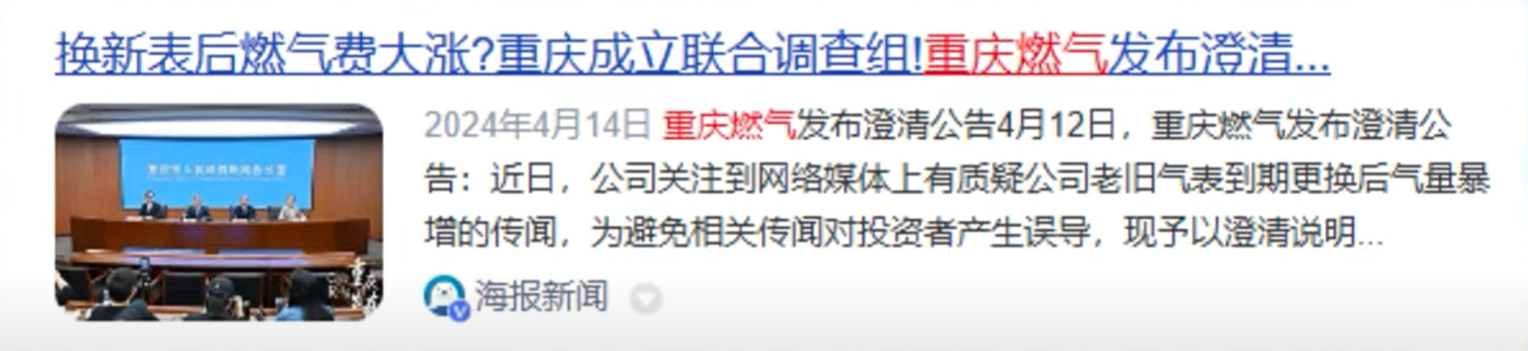 换新表后燃气费大涨?重庆成立联合调查组!重庆燃气发布澄清...
2024年4月14日 重庆燃气发布澄清公告4月12日，重庆燃气发布澄清公
告：近日，公司关注到网络媒体上有质疑公司老旧气表到期更换后气量暴
增的传闻，为避免相关传闻对投资者产生误导，现予以澄清说明...
海报新闻